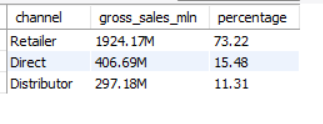 channel gross_sales_mln percentage
Retailer 1924.17M 73.22
Direct 406.69M 15.48
Distributor 297.18M 11.31